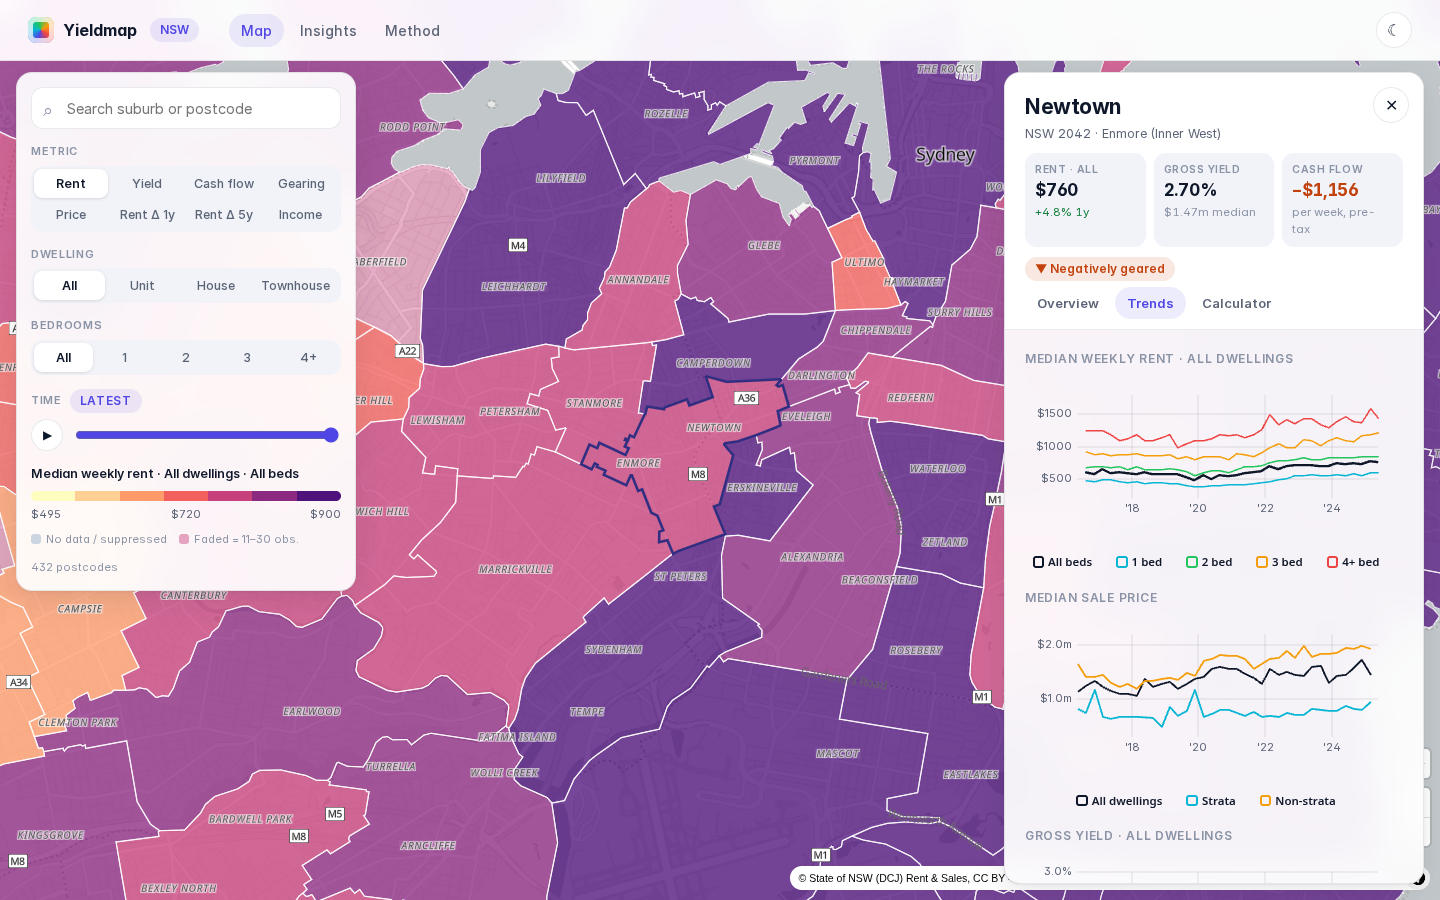 Yieldmap
NSW
Map
Insights
Method
Search suburb or postcode
METRIC
Rent
Yield
Cash flow
Gearing
Price
Rent Δ 1y
Rent Δ 5y
Income
DWELLING
All
Unit
House
Townhouse
BEDROOMS
All
1
2
3
4+
TIME
LATEST
Median weekly rent · All dwellings · All beds
$495
$720
$900
No data / suppressed
Faded = 11–30 obs.
432 postcodes
THE ROCKS
ROZELLE
RODD POINT
PYRMONT
Sydney
LILYFIELD
M4
GLEBE
ABERFIELD
ULTIMO
ANNANDALE
LEICHHARDT
HAYMARKET
SURRY HILLS
CHIPPENDALE
A22
CAMPERDOWN
DARLINGTON
REDFERN
A36
ER HILL
STANMORE
PETERSHAM
LEWISHAM
EVELEIGH
NEWTOWN
ENMORE
M8
WATERLOO
ERSKINEVILLE
M1
WICH HILL
ZETLAND
ALEXANDRIA
MARRICKVILLE
ST PETERS
BEACONSFIELD
CANTERBURY
CAMPSIE
SYDENHAM
ROSEBERY
A34
M1
EARLWOOD
TEMPE
CLEMTON PARK
FATIMA ISLAND
MASCOT
TURRELLA
WOLLI CREEK
EASTLAKES
M5
BARDWELL PARK
M8
KINGSGROVE
ARNCLIFFE
M1
M8
BEXLEY NORTH
© State of NSW (DCJ) Rent & Sales, CC BY
Newtown
NSW 2042 · Enmore (Inner West)
RENT · ALL
$760
+4.8% 1y
GROSS YIELD
2.70%
$1.47m median
CASH FLOW
−$1,156
per week, pre-
tax
▼ Negatively geared
Overview
Trends
Calculator
MEDIAN WEEKLY RENT · ALL DWELLINGS
$1500
$1000
$500
'18
'20
'22
'24
All beds
1 bed
2 bed
3 bed
4+ bed
MEDIAN SALE PRICE
$2.0m
$1.0m
'18
'20
'22
'24
All dwellings
Strata
Non-strata
GROSS YIELD · ALL DWELLINGS
3.0%